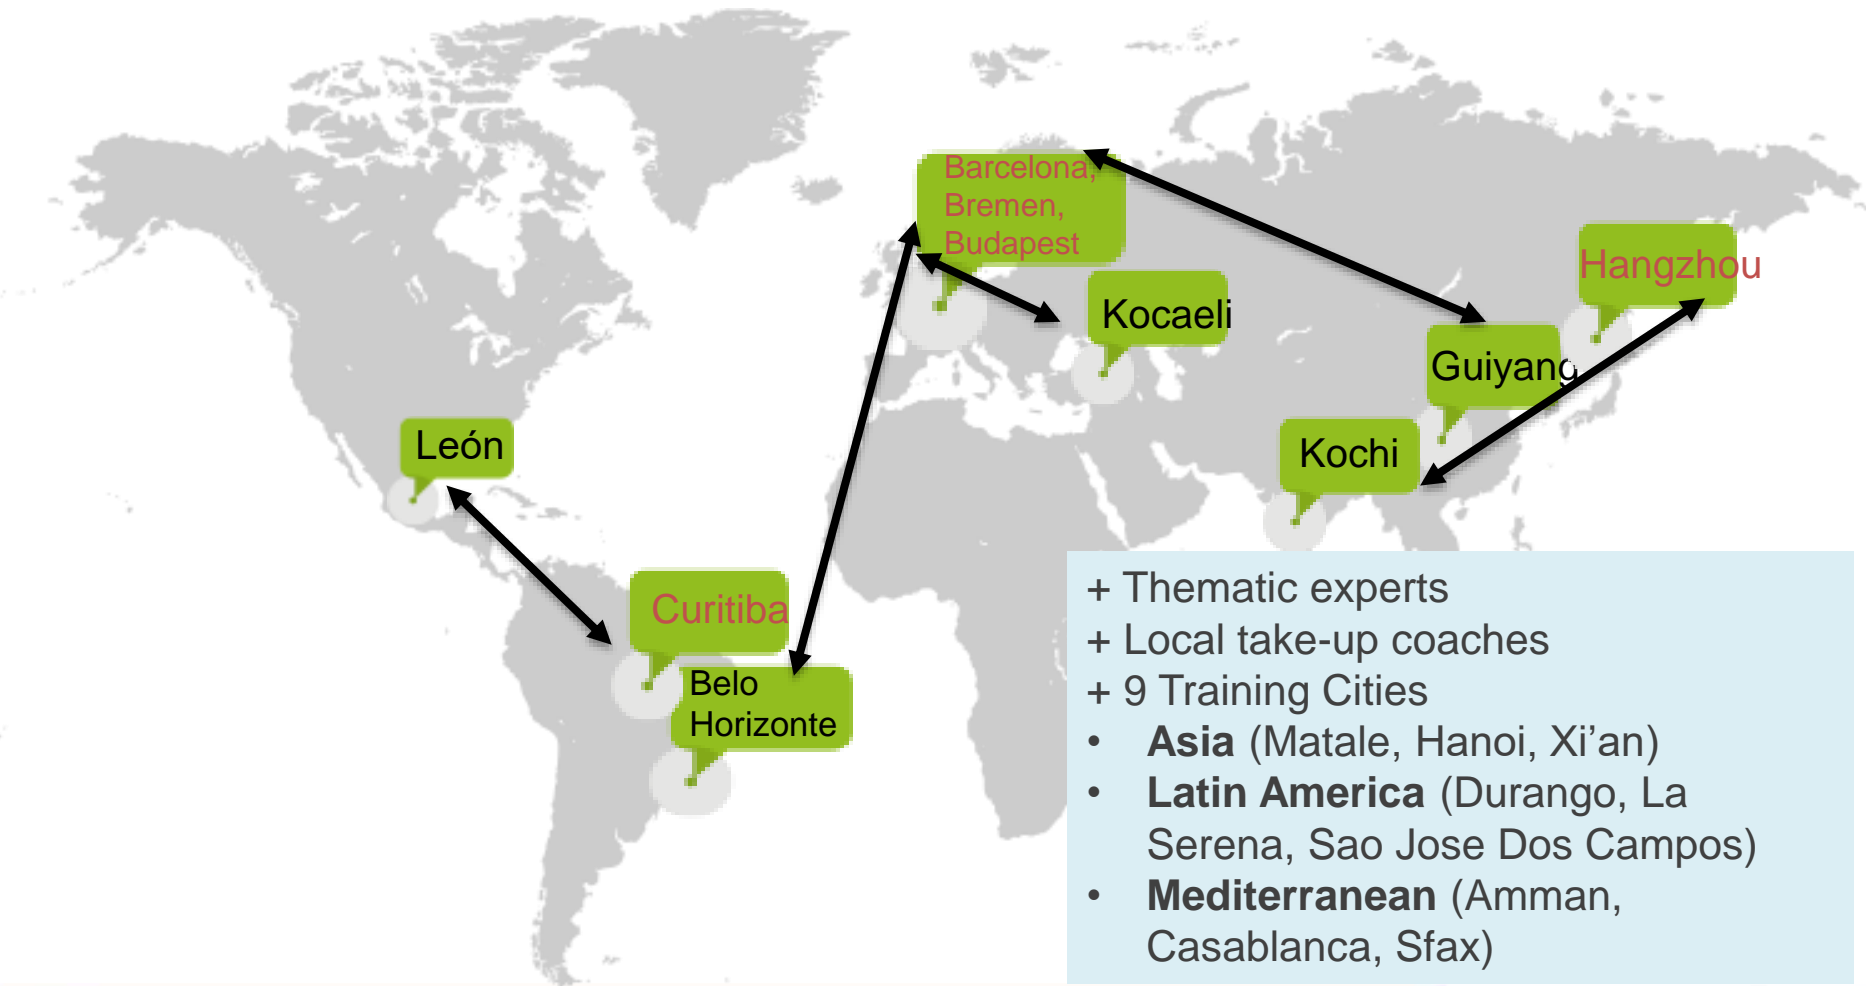 Barcelona,
Bremen,
Budapest
Hangzhou
Kocaeli
Guiyang
León
Kochi
Curitiba
Belo
Horizonte
+ Thematic experts
+ Local take-up coaches
+ 9 Training Cities
• Asia (Matale, Hanoi, Xi’an)
• Latin America (Durango, La
Serena, Sao Jose Dos Campos)
• Mediterranean (Amman,
Casablanca, Sfax)